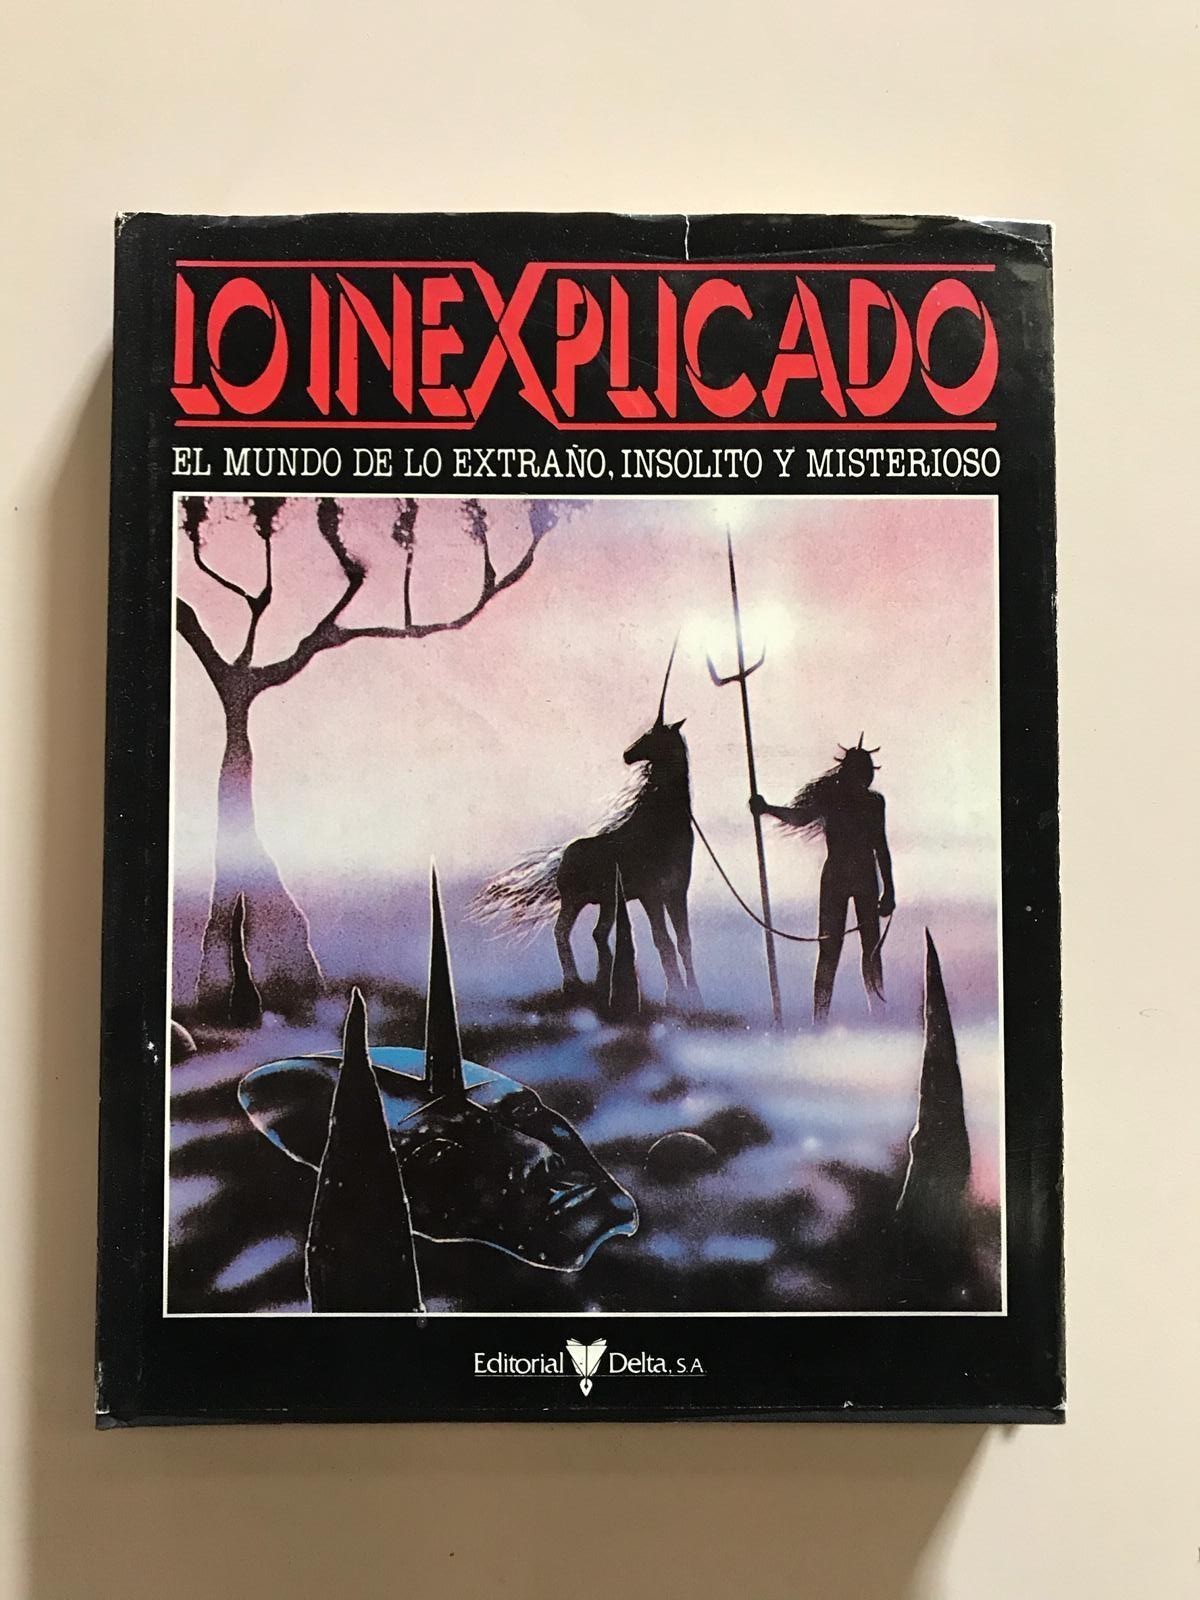 LO INEXPLICADO
EL MUNDO DE LO EXTRAÑO, INSOLITO Y MISTERIOSO
Editorial Delta, S.A.